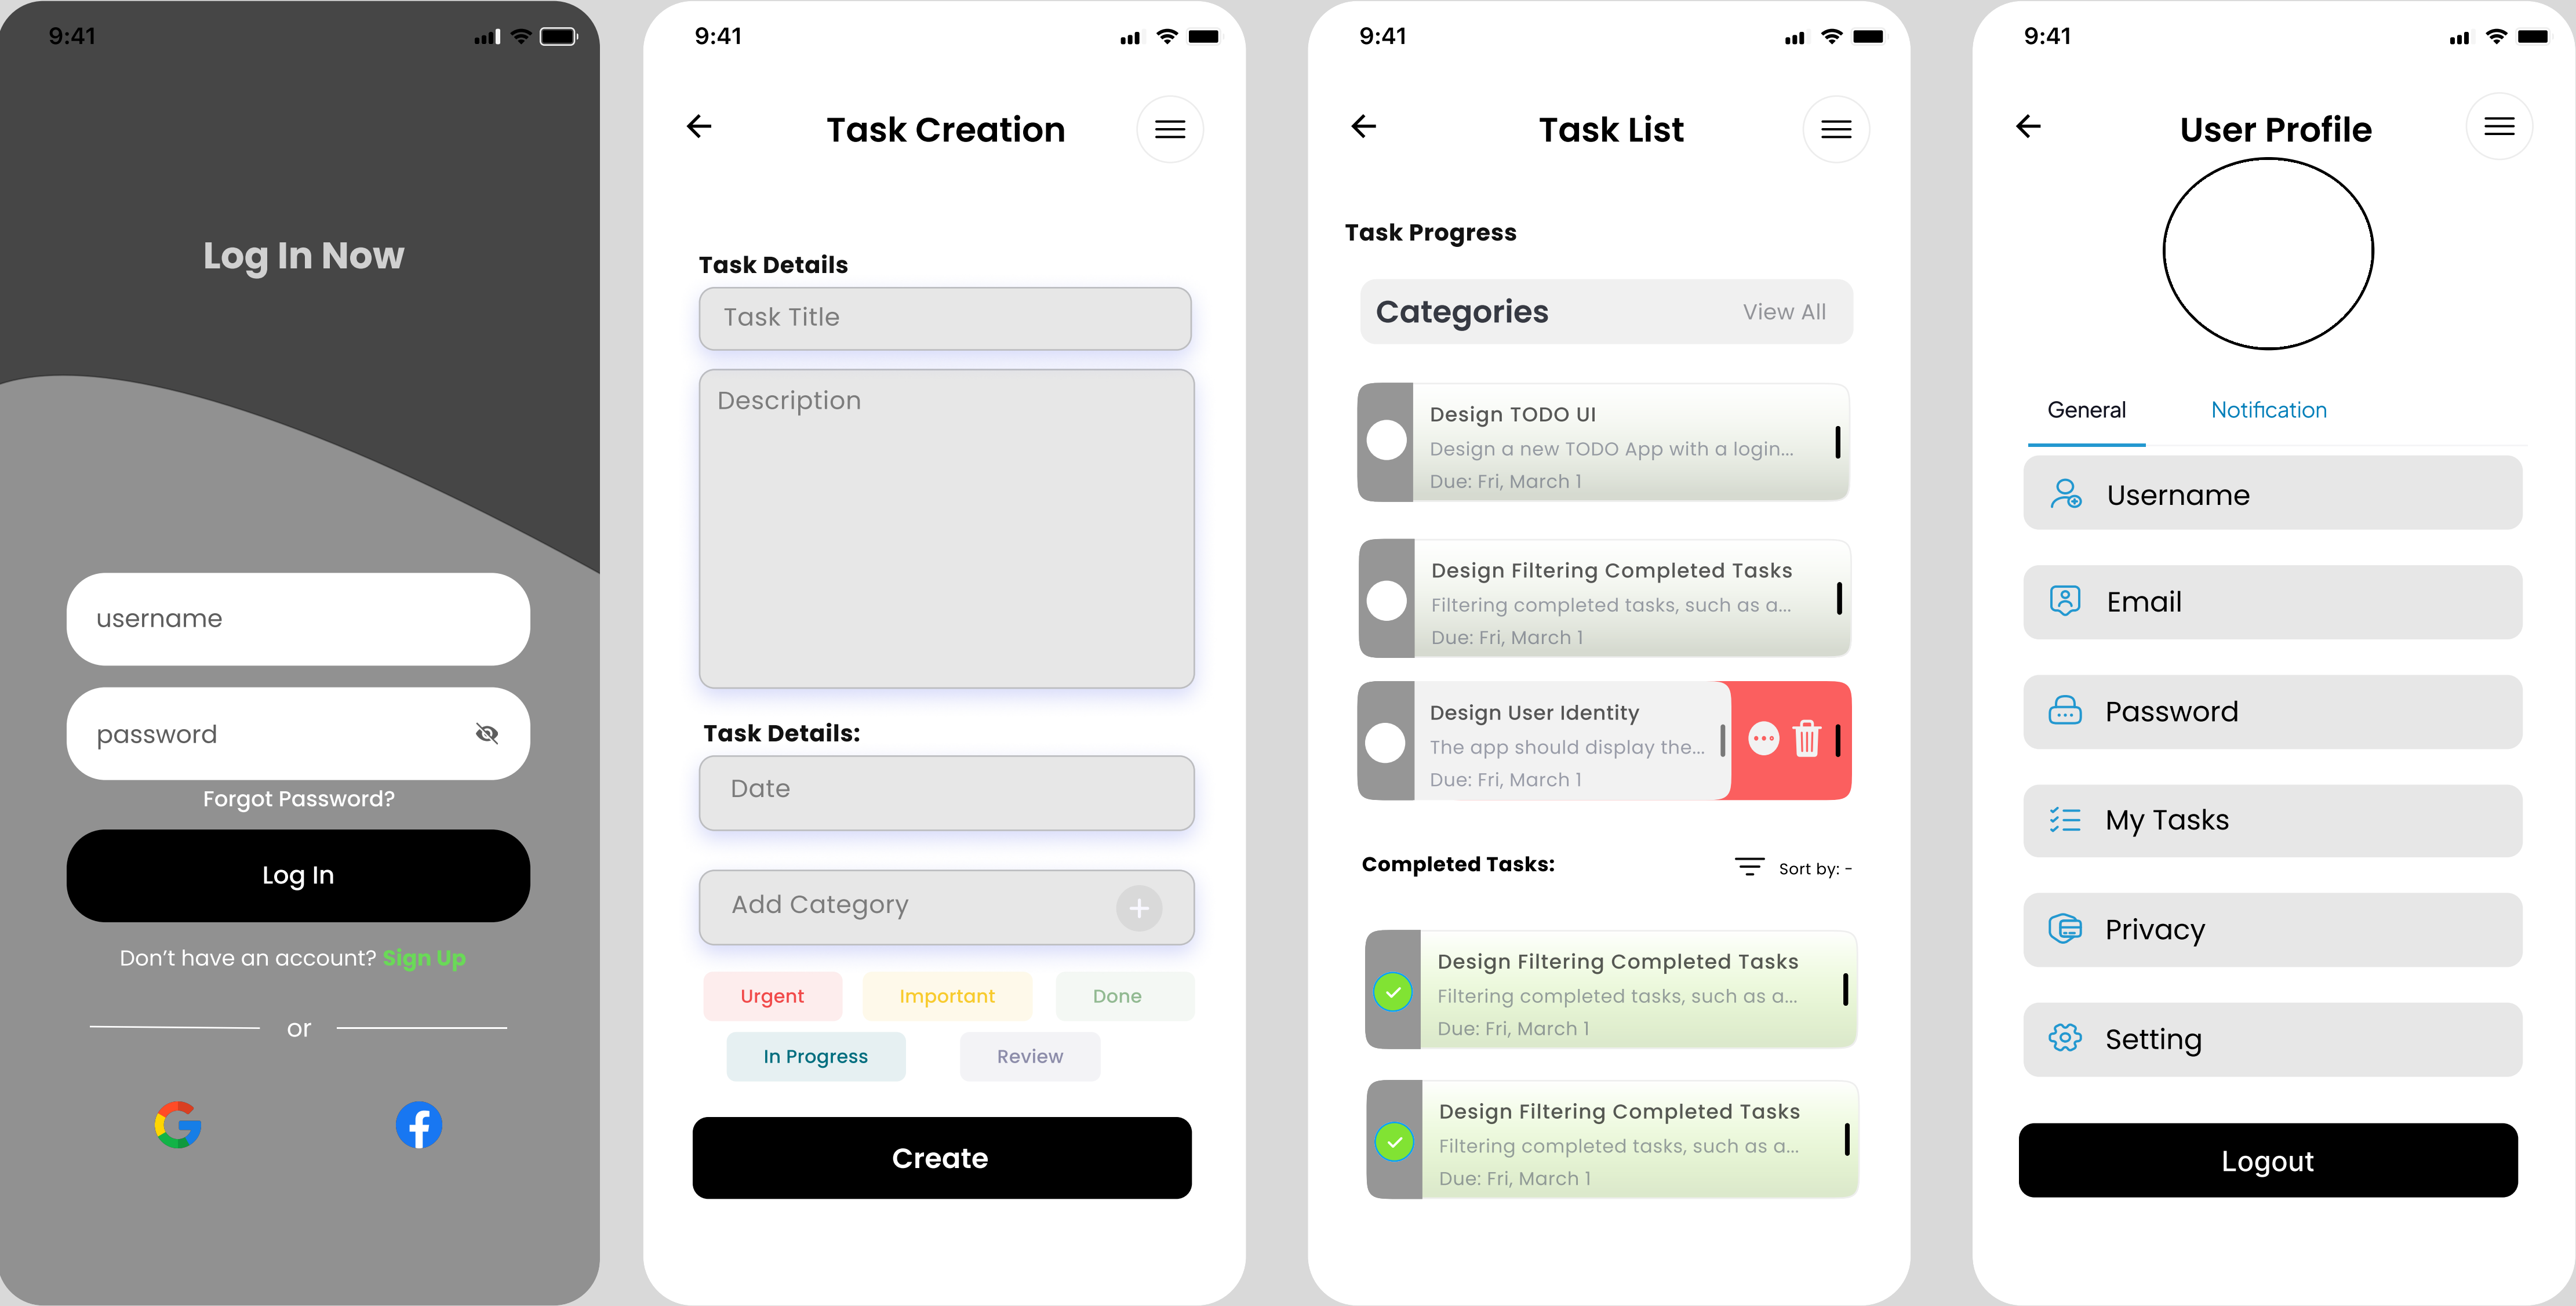 9:41
Log In Now
username
password
Forgot Password?
Log In
Don't have an account? Sign Up
or
9:41
Task Creation
Task Details
Task Title
Description
Task Details:
Date
Add Category
Urgent Important Done
In Progress Review
Create
9:41
Task List
Task Progress
Categories View All
Design TODO UI
Design a new TODO App with a login...
Due: Fri, March 1
Design Filtering Completed Tasks
Filtering completed tasks, such as a...
Due: Fri, March 1
Design User Identity
The app should display the...
Due: Fri, March 1
Completed Tasks: Sort by: -
Design Filtering Completed Tasks
Filtering completed tasks, such as a...
Due: Fri, March 1
Design Filtering Completed Tasks
Filtering completed tasks, such as a...
Due: Fri, March 1
9:41
User Profile
General Notification
Username
Email
Password
My Tasks
Privacy
Setting
Logout